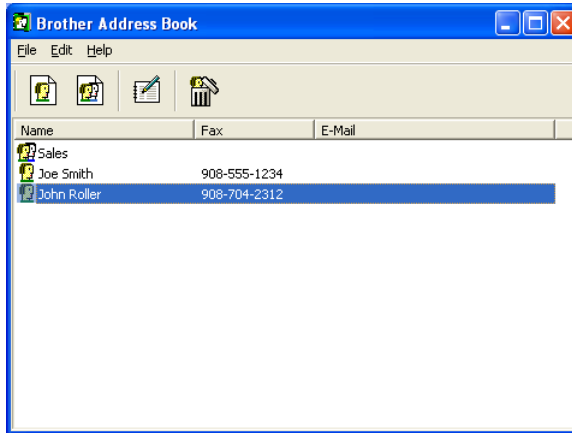 Brother Address Book
File Edit Help
Name Fax E-Mail
Sales
Joe Smith 908-555-1234
John Roller 908-704-2312